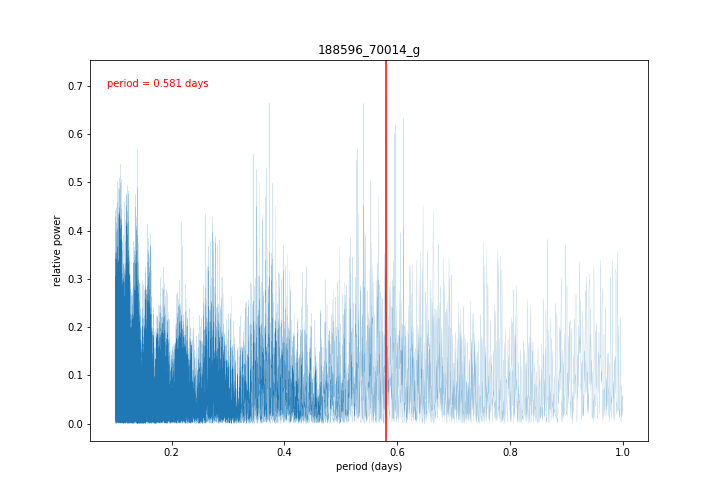 188596_70014_g
period = 0.581 days
0.7
0.6
0.5
0.4
0.3
0.2
0.1
0.0
relative power
0.2 0.4 0.6 0.8 1.0
period (days)